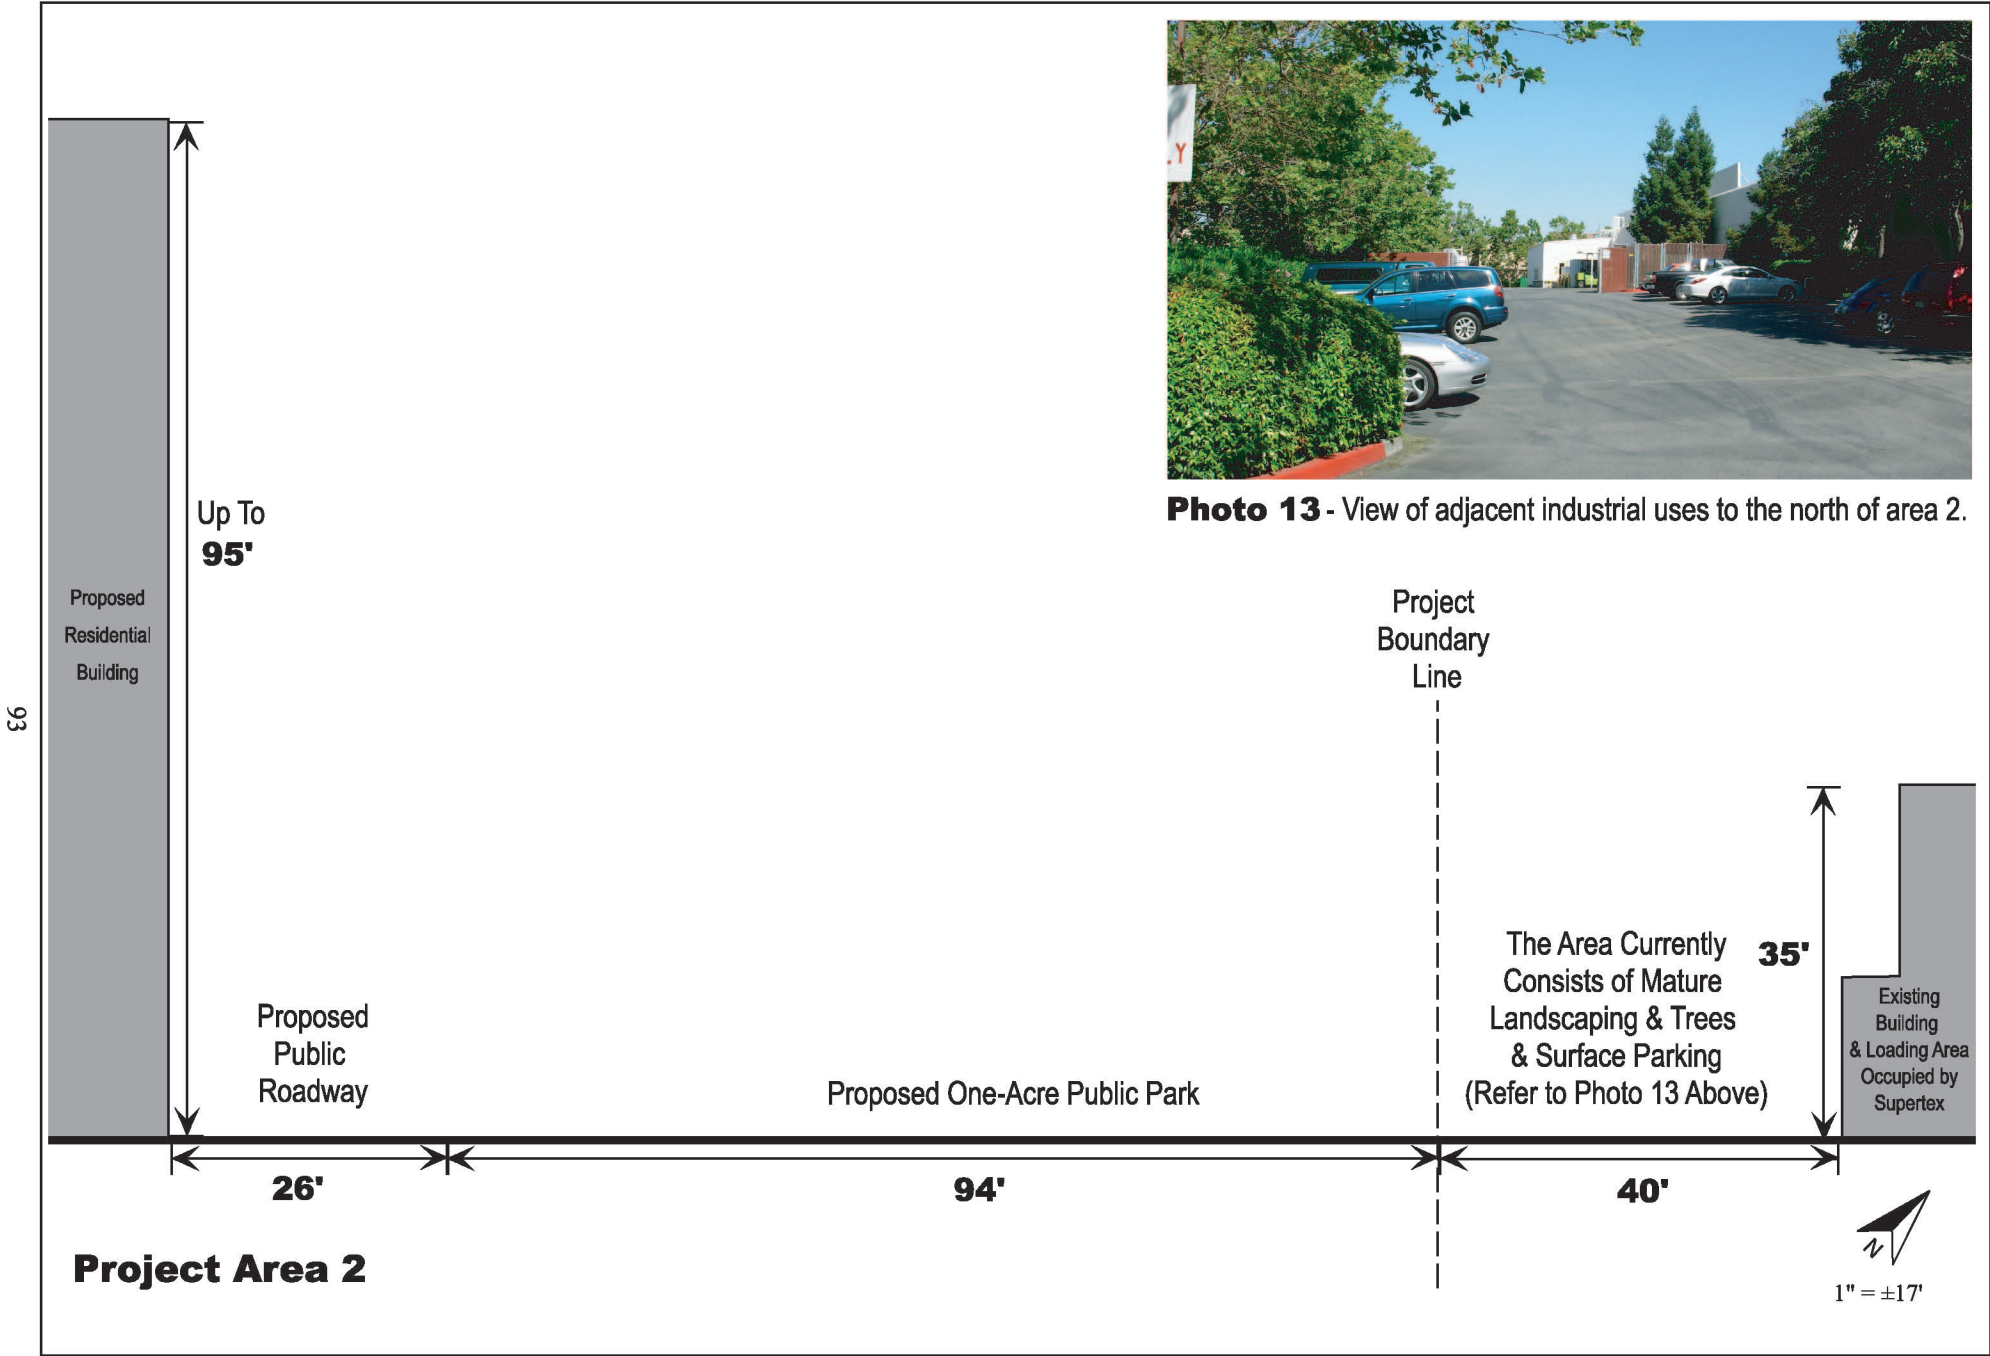 .Y
Photo 13 - View of adjacent industrial uses to the north of area 2.
Up To
95'
Proposed
Residential
Building
Project
Boundary
Line
93
The Area Currently
Consists of Mature
Landscaping & Trees
& Surface Parking
(Refer to Photo 13 Above)
35'
Existing
Building
& Loading Area
Occupied by
Supertex
Proposed
Public
Roadway
Proposed One-Acre Public Park
26'
94'
40'
Project Area 2
N
1" = ±17'